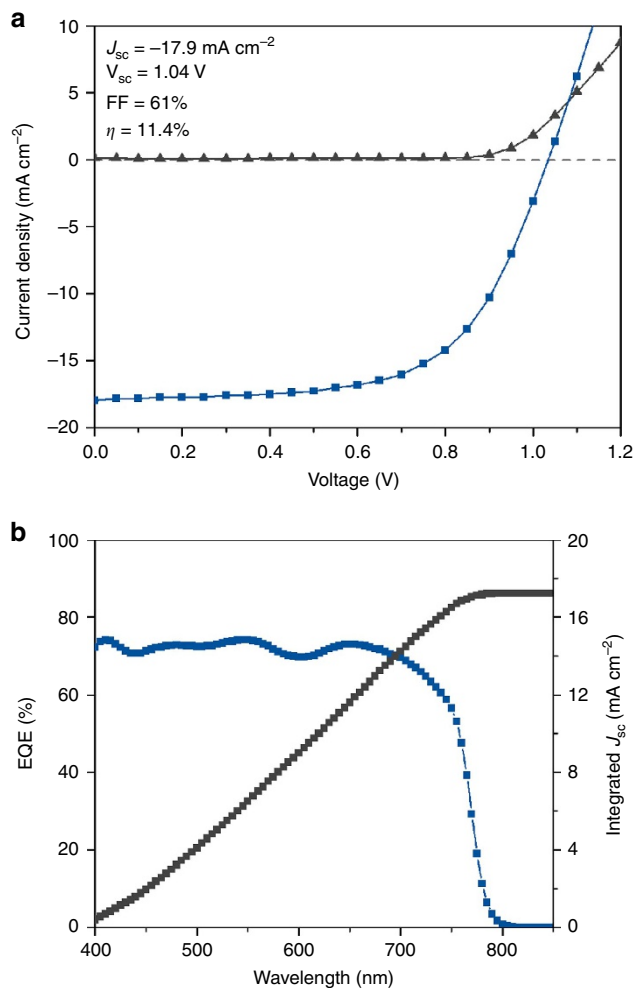 a
10
5
0
–5
–10
–15
–20
Current density (mA cm⁻²)
Jsc = –17.9 mA cm⁻²
Vsc = 1.04 V
FF = 61%
η = 11.4%
0.0 0.2 0.4 0.6 0.8 1.0 1.2
Voltage (V)
b
100
80
60
40
20
0
EQE (%)
20
16
12
8
4
0
Integrated Jsc (mA cm⁻²)
400 500 600 700 800
Wavelength (nm)